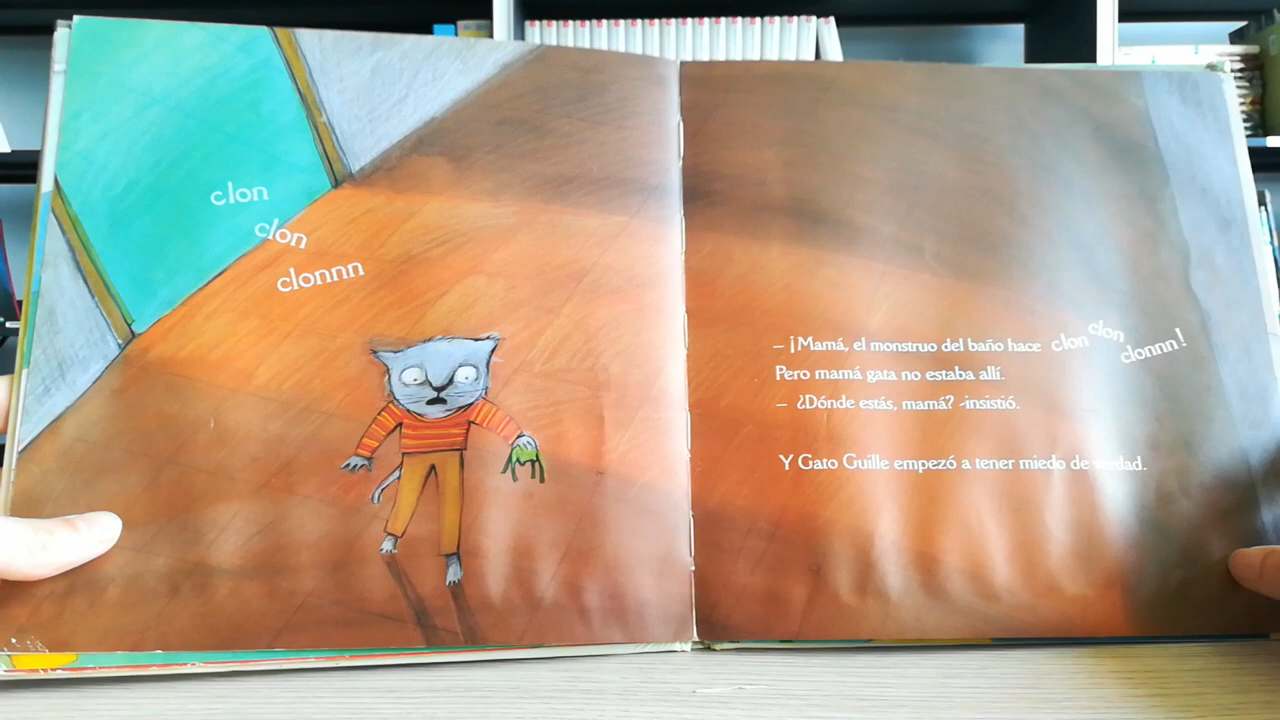 clon
clon
clonnn
– ¡Mamá, el monstruo del baño hace clon clon clonnn!
Pero mamá gata no estaba allí.
– ¿Dónde estás, mamá? -insistió.
Y Gato Guille empezó a tener miedo de verdad.